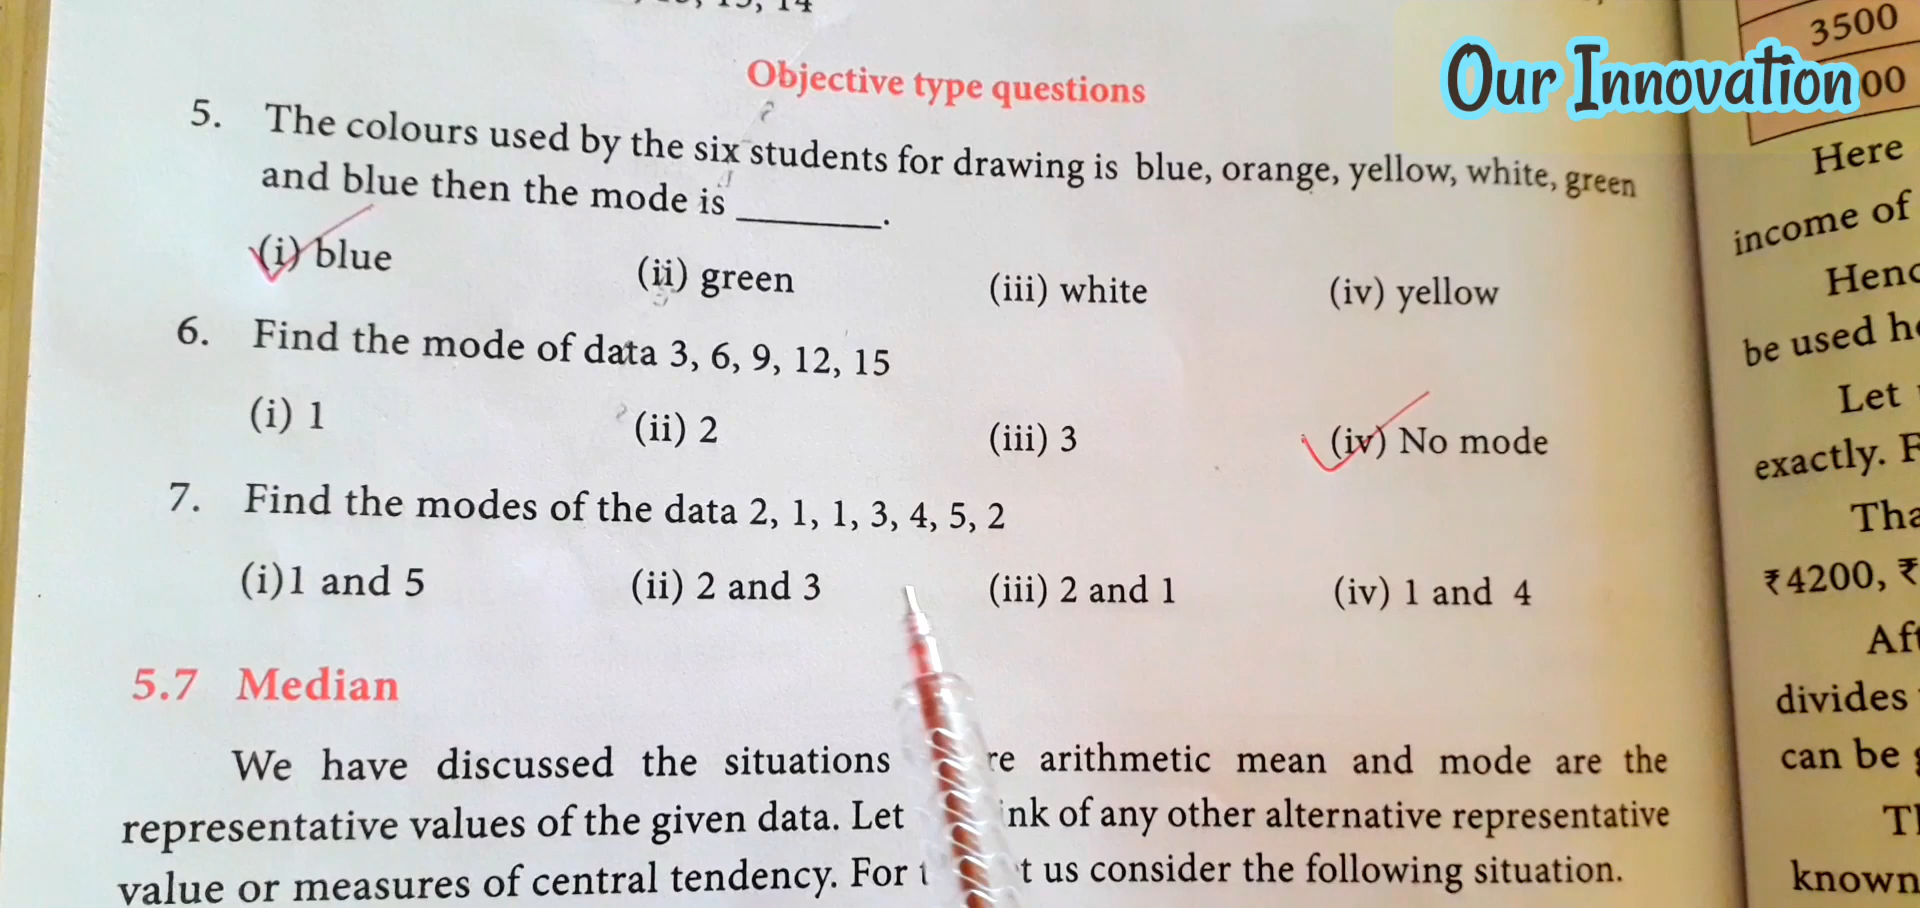 14
3500
Our Innovation
00
Objective type questions
5. The colours used by the six students for drawing is blue, orange, yellow, white, green
and blue then the mode is ________.
(i) blue (ii) green (iii) white (iv) yellow
6. Find the mode of data 3, 6, 9, 12, 15
(i) 1 (ii) 2 (iii) 3 (iv) No mode
7. Find the modes of the data 2, 1, 1, 3, 4, 5, 2
(i)1 and 5 (ii) 2 and 3 (iii) 2 and 1 (iv) 1 and 4
5.7 Median
We have discussed the situations re arithmetic mean and mode are the
representative values of the given data. Let nk of any other alternative representative
value or measures of central tendency. For t us consider the following situation.
Here
income of
Henc
be used
Let
exactly.
Tha
₹4200, ₹
Aft
divides
can be
known